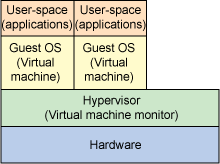 User-space
(applications)
User-space
(applications)
Guest OS
(Virtual
machine)
Guest OS
(Virtual
machine)
Hypervisor
(Virtual machine monitor)
Hardware